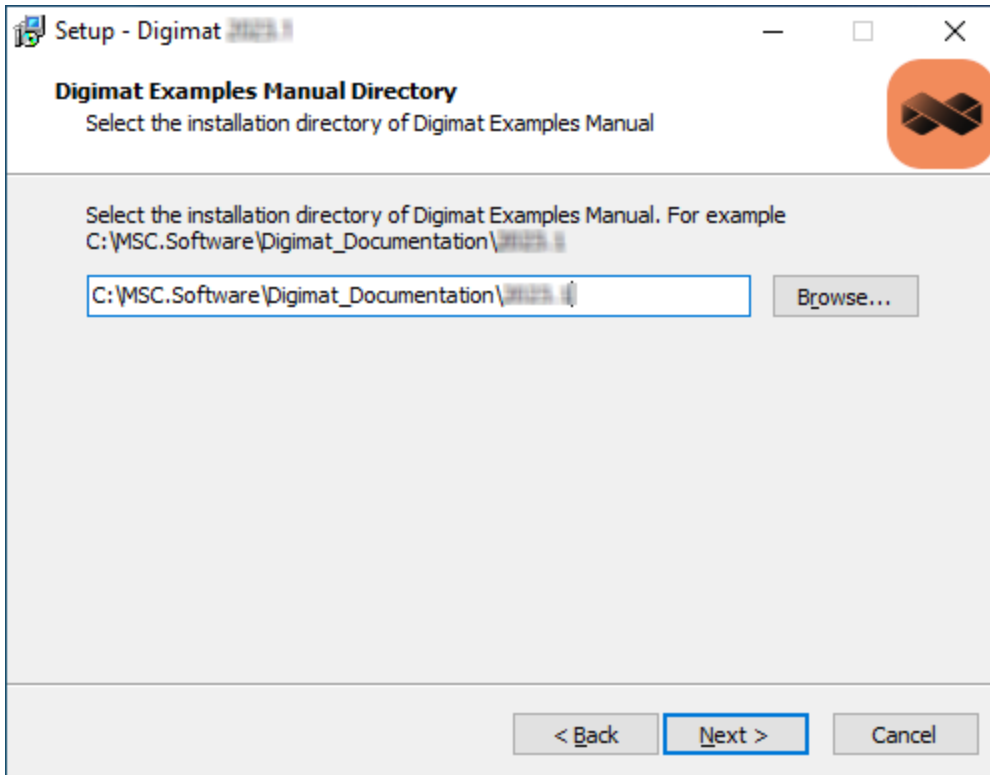 Setup - Digimat
Digimat Examples Manual Directory
Select the installation directory of Digimat Examples Manual
Select the installation directory of Digimat Examples Manual. For example
C:\MSC.Software\Digimat_Documentation\
C:\MSC.Software\Digimat_Documentation\
Browse...
< Back
Next >
Cancel